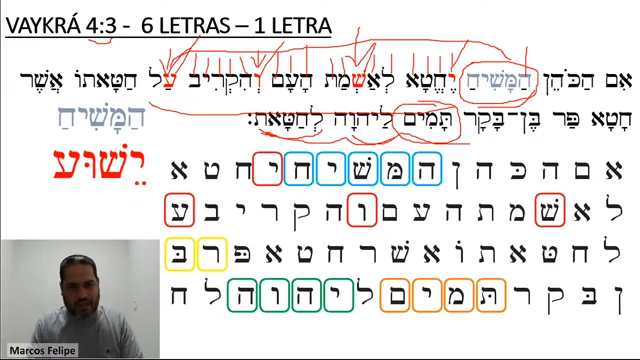 VAYKRÁ 4:3 - 6 LETRAS – 1 LETRA
אִם הַכֹּהֵן הַמָּשִׁיחַ יֶחֱטָא לְאַשְׁמַת הָעָם וְהִקְרִיב עַל חַטָּאתוֹ אֲשֶׁר
חָטָא פַּר בֶּן־בָּקָר תָּמִים לַיהוָה לְחַטָּאת׃
הַמָּשִׁיחַ
יֵשׁוּעַ
א ם ה כּ ה ן ה מּ שׁ י ח י ח ט א
ל א שׁ מ ת ה ע ם ו ה ק ר י ב ע
ל ח טּ א ת וֹ א שׁ ר ח ט א פּ ר בּ
ן בּ ק ר תּ מ י ם ל י ה ו ה ל ח
Marcos Felipe